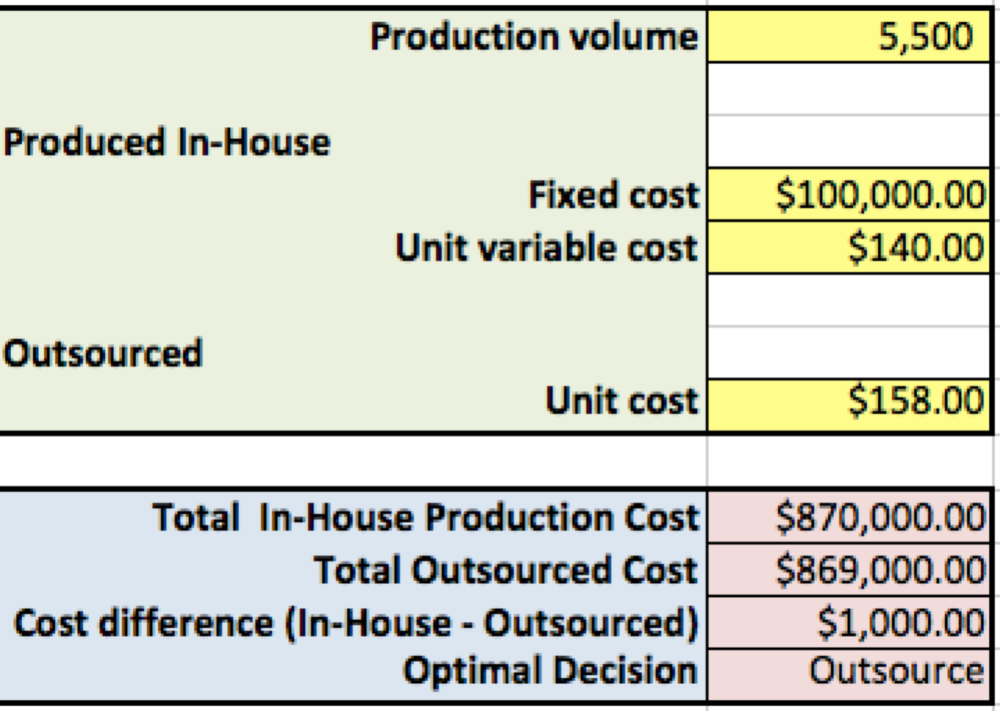 Production volume 5,500
Produced In-House
Fixed cost $100,000.00
Unit variable cost $140.00
Outsourced
Unit cost $158.00
Total In-House Production Cost $870,000.00
Total Outsourced Cost $869,000.00
Cost difference (In-House - Outsourced) $1,000.00
Optimal Decision Outsource